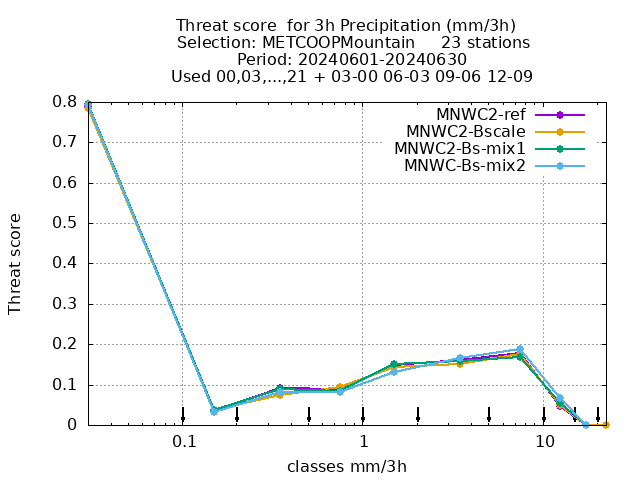 Threat score  for 3h Precipitation (mm/3h)
Selection: METCOOPMountain     23 stations
Period: 20240601-20240630
Used 00,03,...,21 + 03-00 06-03 09-06 12-09
MNWC2-ref
MNWC2-Bscale
MNWC2-Bs-mix1
MNWC-Bs-mix2
Threat score
0.8
0.7
0.6
0.5
0.4
0.3
0.2
0.1
0
0.1 1 10
classes mm/3h